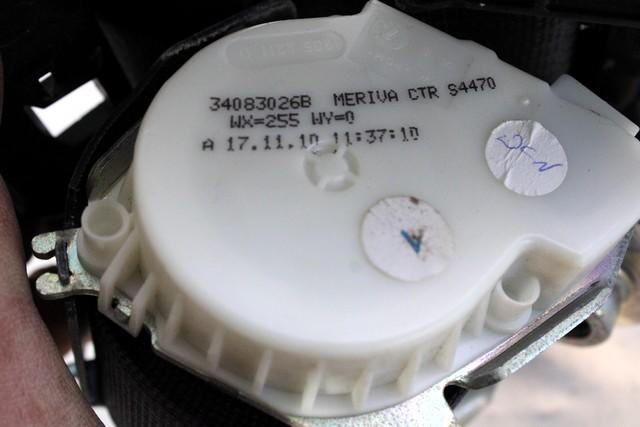 34083026B MERIVA CTR S4470
WX=255 WY=0
A 17.11.10 11:37:10